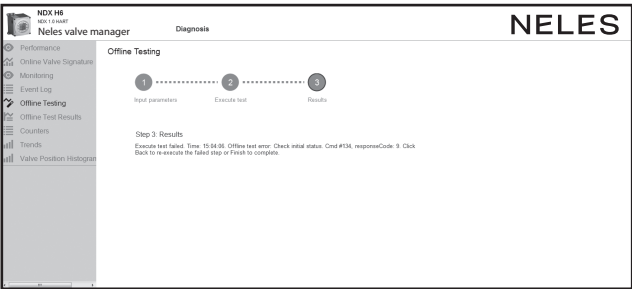 NDX H6
NDX 1.0 HART
Neles valve manager
Diagnosis
NELES
Performance
Online Valve Signature
Monitoring
Event Log
Offline Testing
Offline Test Results
Counters
Trends
Valve Position Histogram
Offline Testing
1
2
3
Input parameters
Execute test
Results
Step 3: Results
Execute test failed. Time: 15:04:06. Offline test error: Check initial status. Cmd #134, responseCode: 9. Click
Back to re-execute the failed step or Finish to complete.